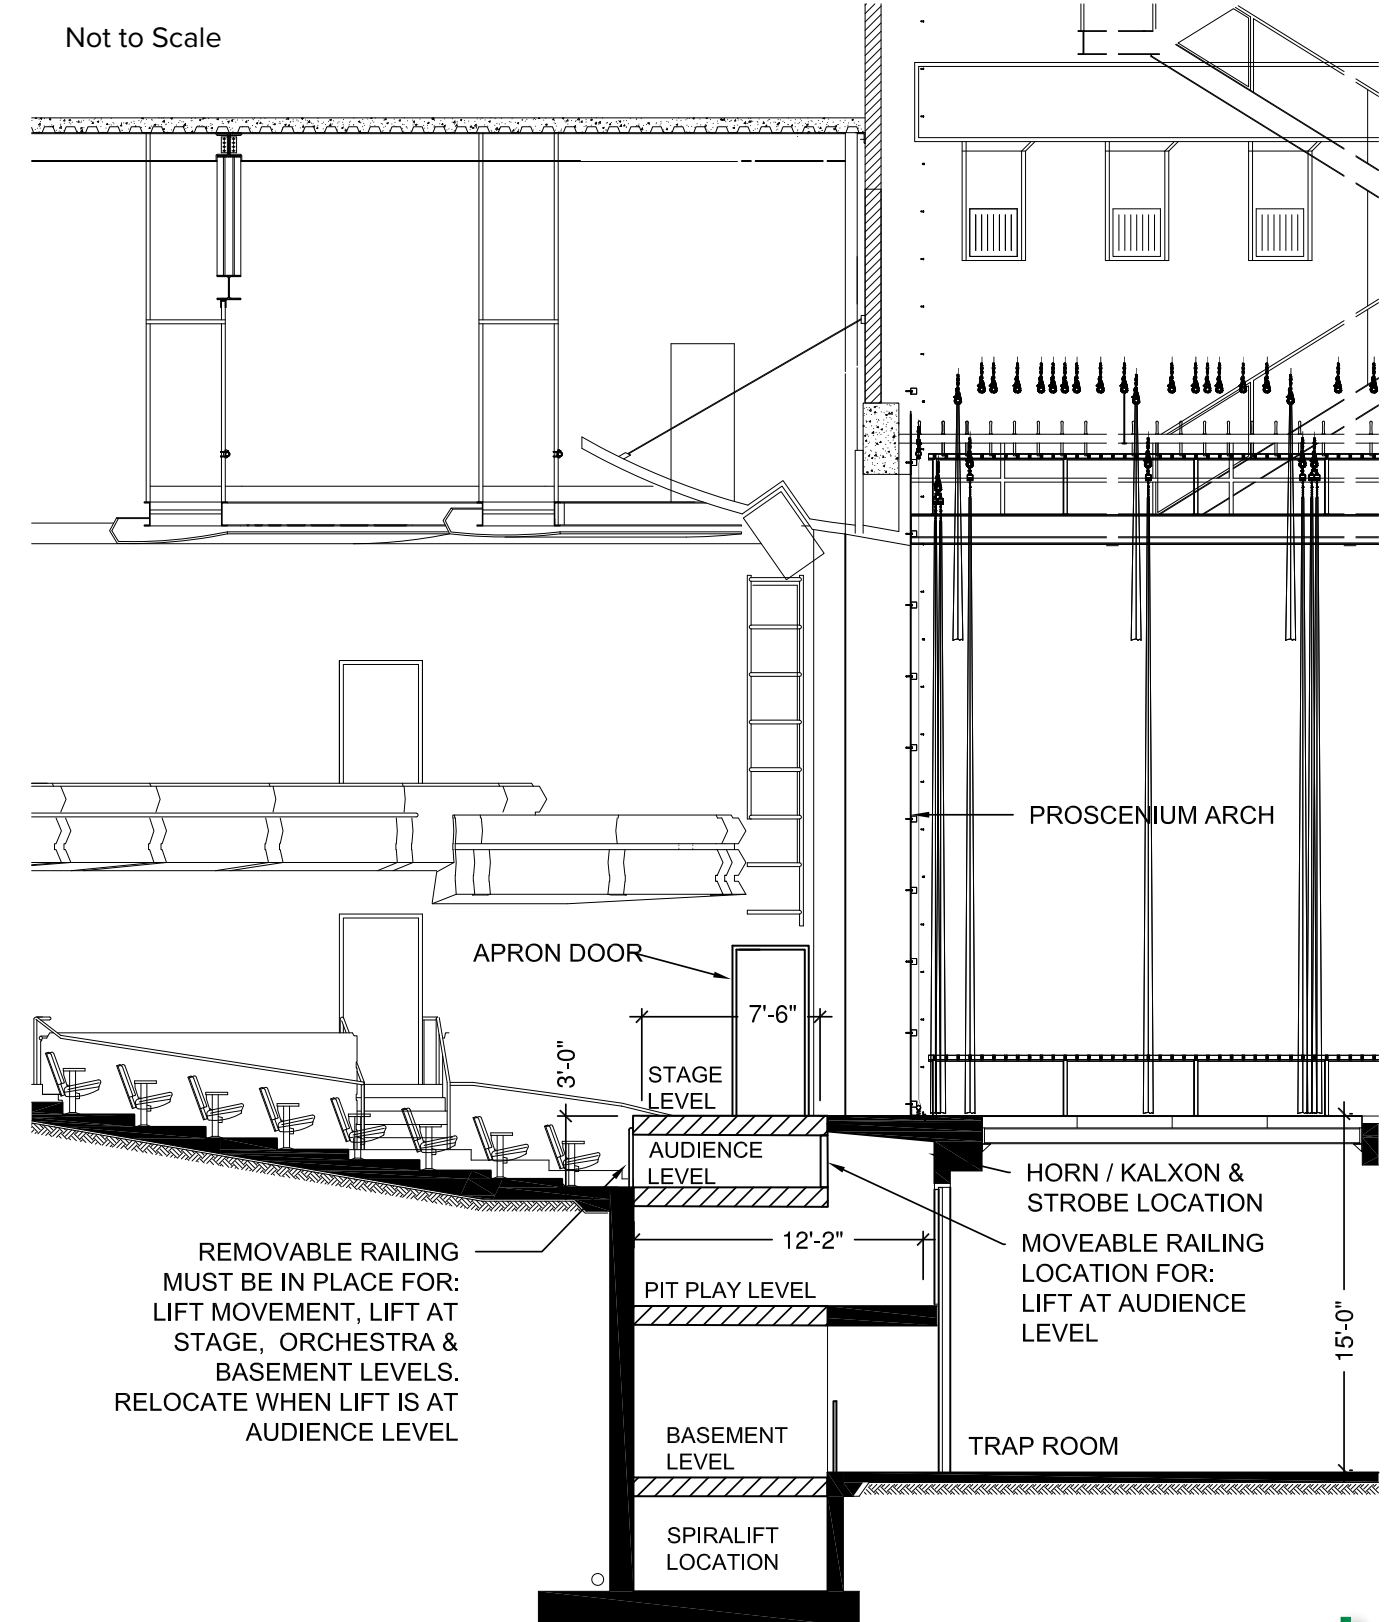 Not to Scale
PROSCENIUM ARCH
APRON DOOR
7'-6"
3'-0"
STAGE
LEVEL
AUDIENCE
LEVEL
HORN / KALXON &
STROBE LOCATION
12'-2"
MOVEABLE RAILING
LOCATION FOR:
LIFT AT AUDIENCE
LEVEL
REMOVABLE RAILING
MUST BE IN PLACE FOR:
LIFT MOVEMENT, LIFT AT
STAGE, ORCHESTRA &
BASEMENT LEVELS.
RELOCATE WHEN LIFT IS AT
AUDIENCE LEVEL
PIT PLAY LEVEL
15'-0"
BASEMENT
LEVEL
TRAP ROOM
SPIRALIFT
LOCATION